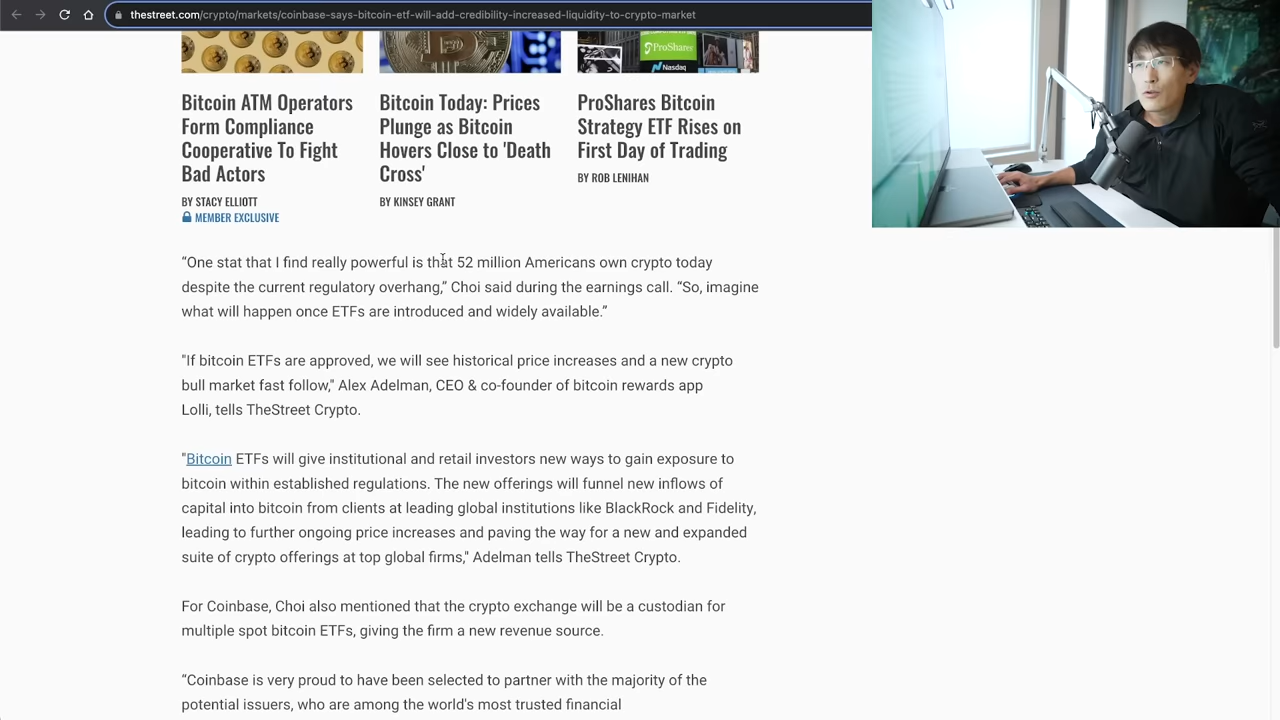 thestreet.com/crypto/markets/coinbase-says-bitcoin-etf-will-add-credibility-increased-liquidity-to-crypto-market
ProShares
Nasdaq
Bitcoin ATM Operators
Form Compliance
Cooperative To Fight
Bad Actors
BY STACY ELLIOTT
MEMBER EXCLUSIVE
Bitcoin Today: Prices
Plunge as Bitcoin
Hovers Close to 'Death
Cross'
BY KINSEY GRANT
ProShares Bitcoin
Strategy ETF Rises on
First Day of Trading
BY ROB LENIHAN
“One stat that I find really powerful is that 52 million Americans own crypto today
despite the current regulatory overhang,” Choi said during the earnings call. “So, imagine
what will happen once ETFs are introduced and widely available.”
"If bitcoin ETFs are approved, we will see historical price increases and a new crypto
bull market fast follow," Alex Adelman, CEO & co-founder of bitcoin rewards app
Lolli, tells TheStreet Crypto.
"Bitcoin ETFs will give institutional and retail investors new ways to gain exposure to
bitcoin within established regulations. The new offerings will funnel new inflows of
capital into bitcoin from clients at leading global institutions like BlackRock and Fidelity,
leading to further ongoing price increases and paving the way for a new and expanded
suite of crypto offerings at top global firms," Adelman tells TheStreet Crypto.
For Coinbase, Choi also mentioned that the crypto exchange will be a custodian for
multiple spot bitcoin ETFs, giving the firm a new revenue source.
“Coinbase is very proud to have been selected to partner with the majority of the
potential issuers, who are among the world's most trusted financial